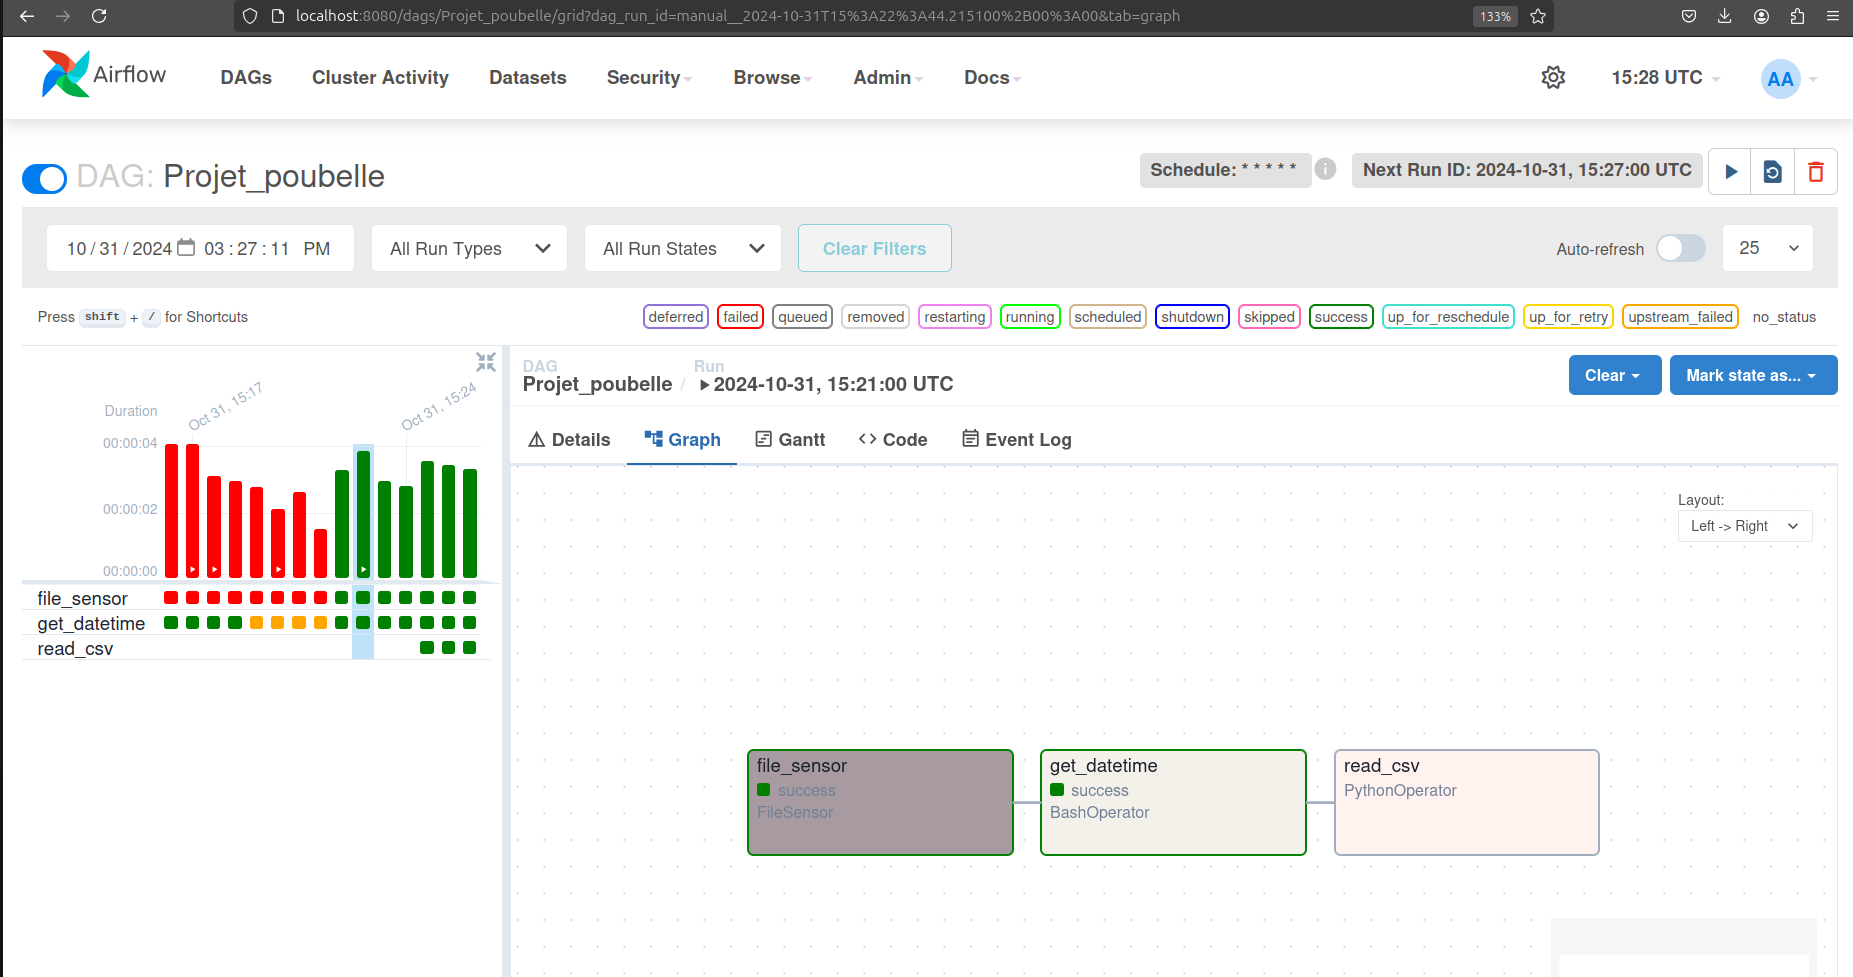 localhost:8080/dags/Projet_poubelle/grid?dag_run_id=manual__2024-10-31T15%3A22%3A44.215100%2B00%3A00&tab=graph
133%
Airflow
DAGs
Cluster Activity
Datasets
Security
Browse
Admin
Docs
15:28 UTC
AA
DAG: Projet_poubelle
Schedule: * * * * *
i
Next Run ID: 2024-10-31, 15:27:00 UTC
10/31/2024 03:27:11 PM
All Run Types
All Run States
Clear Filters
Auto-refresh
25
Press shift + / for Shortcuts
deferred
failed
queued
removed
restarting
running
scheduled
shutdown
skipped
success
up_for_reschedule
up_for_retry
upstream_failed
no_status
Duration
Oct 31, 15:17
Oct 31, 15:24
00:00:04
00:00:02
00:00:00
file_sensor
get_datetime
read_csv
DAG
Projet_poubelle
/
Run
2024-10-31, 15:21:00 UTC
Clear
Mark state as...
Details
Graph
Gantt
<> Code
Event Log
Layout:
Left -> Right
file_sensor
success
FileSensor
get_datetime
success
BashOperator
read_csv
PythonOperator